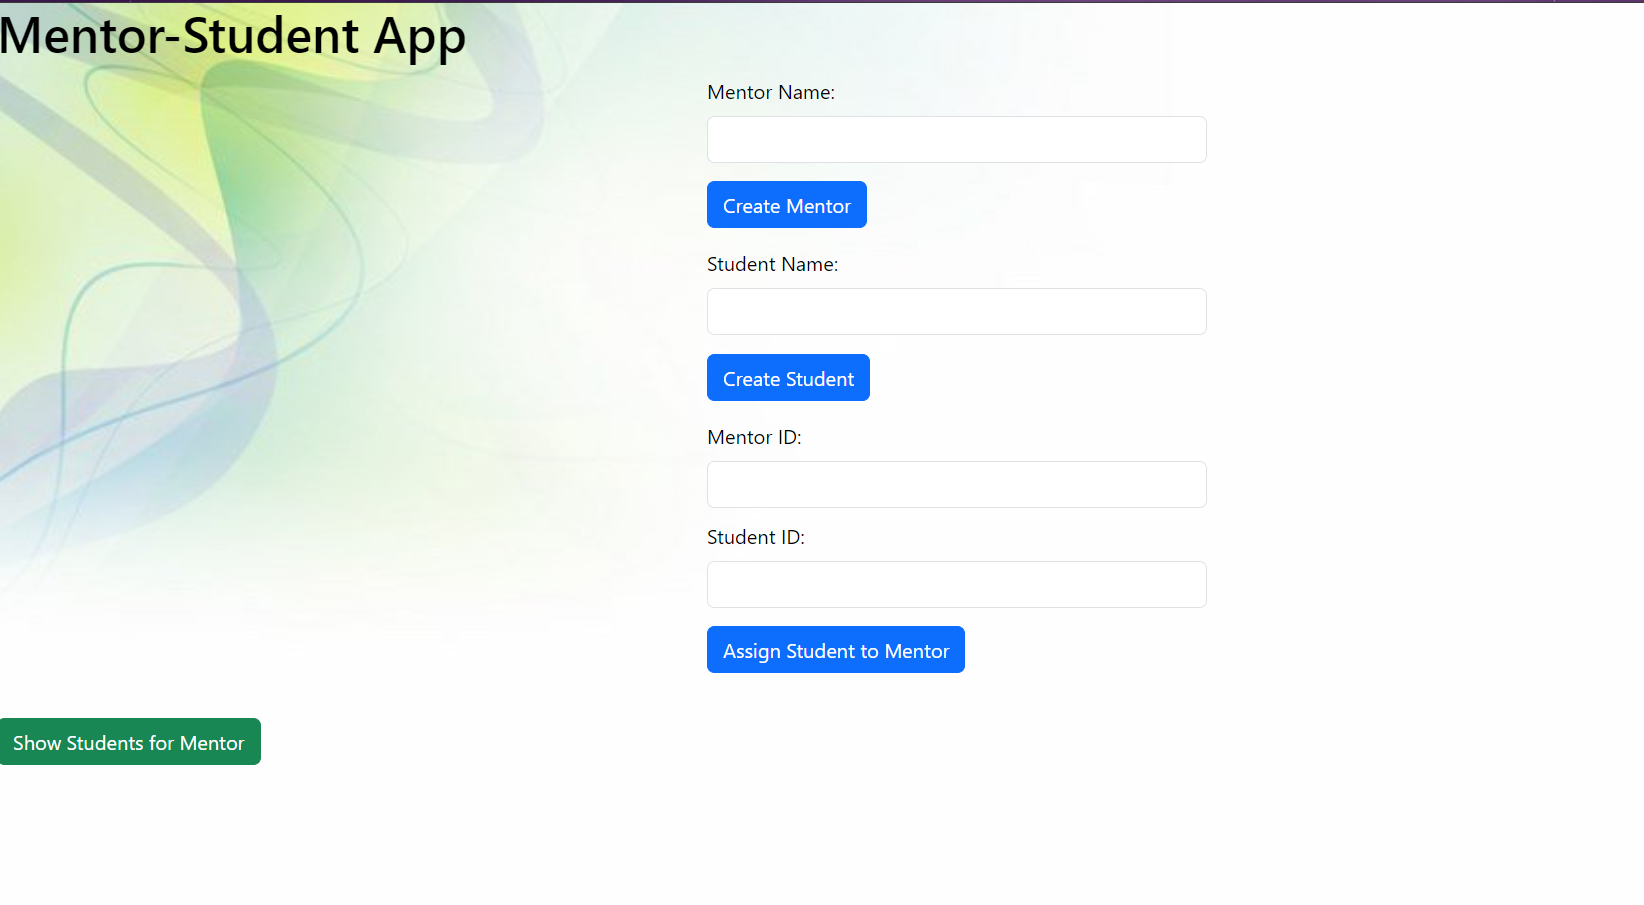 Mentor-Student App
Mentor Name:
Create Mentor
Student Name:
Create Student
Mentor ID:
Student ID:
Assign Student to Mentor
Show Students for Mentor